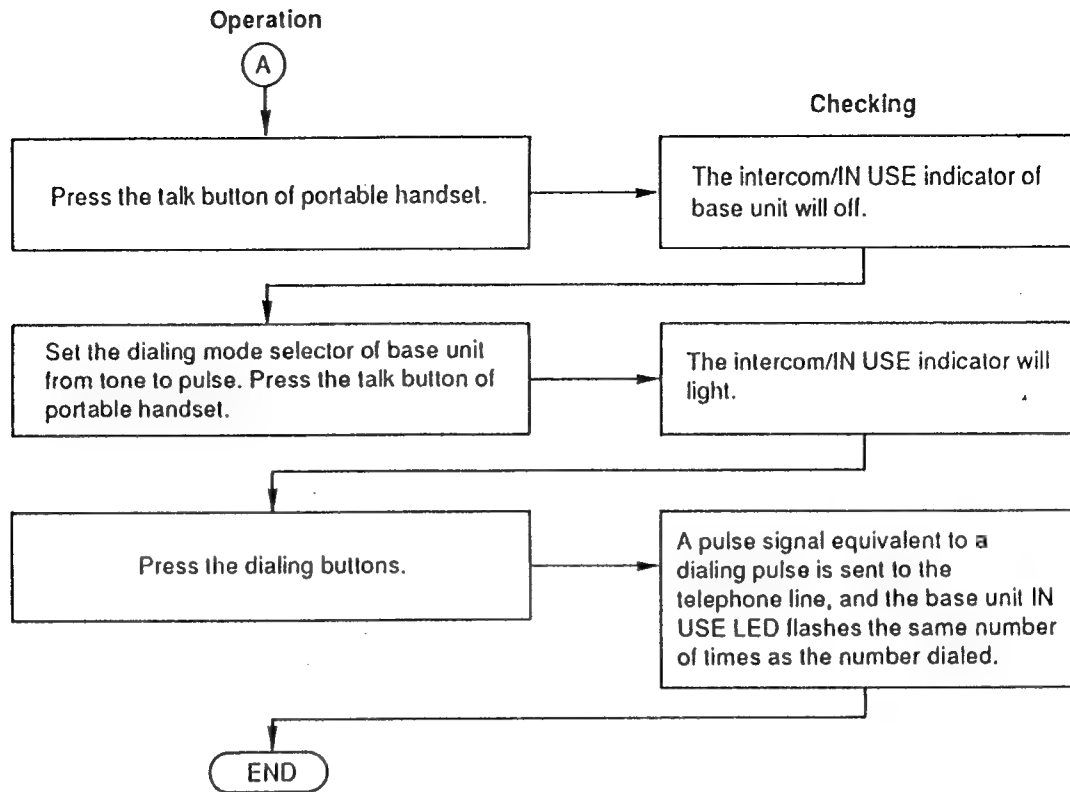 Operation
A
Checking
Press the talk button of portable handset.
The intercom/IN USE indicator of
base unit will off.
Set the dialing mode selector of base unit
from tone to pulse. Press the talk button of
portable handset.
The intercom/IN USE indicator will
light.
Press the dialing buttons.
A pulse signal equivalent to a
dialing pulse is sent to the
telephone line, and the base unit IN
USE LED flashes the same number
of times as the number dialed.
END